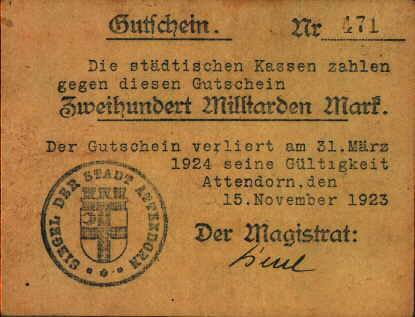 Gutschein. Nr 471
Die städtischen Kassen zahlen
gegen diesen Gutschein
Zweihundert Milliarden Mark.
Der Gutschein verliert am 31.März
1924 seine Gültigkeit
Attendorn,den
15.November 1923
Der Magistrat:
SIEGEL DER STADT ATTENDORN